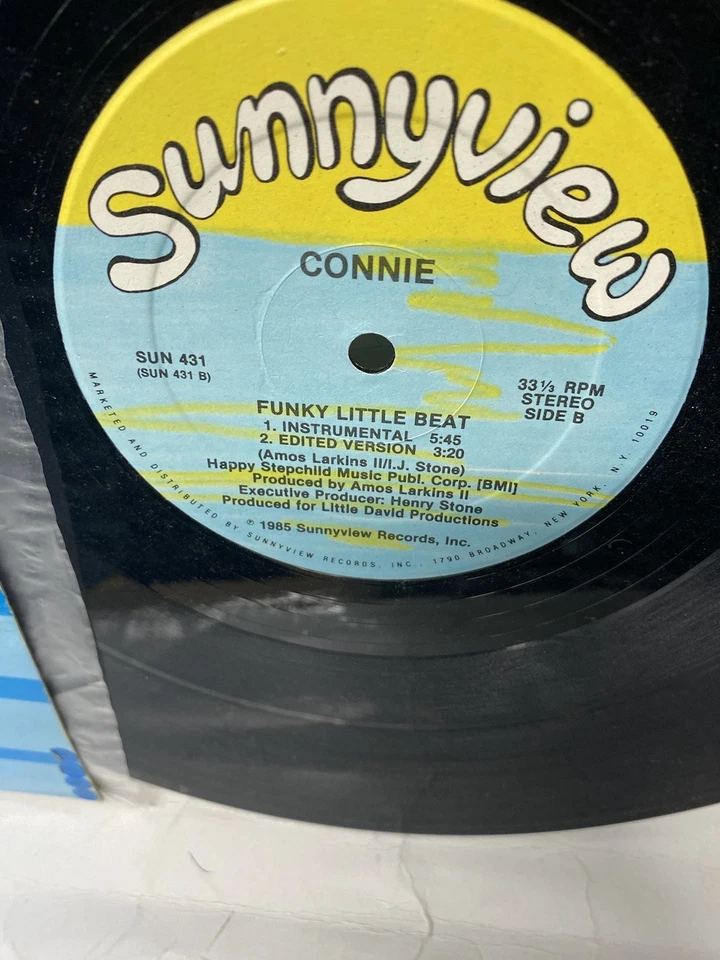 Sunnyview
CONNIE
SUN 431
(SUN 431 B)
33 1/3 RPM
STEREO
SIDE B
FUNKY LITTLE BEAT
1. INSTRUMENTAL 5:45
2. EDITED VERSION 3:20
(Amos Larkins II/I.J. Stone)
Happy Stepchild Music Publ. Corp. [BMI]
Produced by Amos Larkins II
Executive Producer: Henry Stone
Produced for Little David Productions
℗ 1985 Sunnyview Records, Inc.
MARKETED AND DISTRIBUTED BY SUNNYVIEW RECORDS, INC., 1790 BROADWAY, NEW YORK, N.Y. 10019